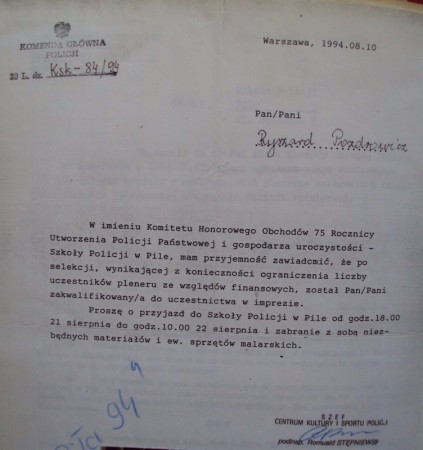 Warszawa, 1994.08.10
KOMENDA GŁÓWNA
POLICJI
L. dz. Ksk-84/94
Pan/Pani
Ryszard Pozdrowicz
W imieniu Komitetu Honorowego Obchodów 75 Rocznicy
Utworzenia Policji Państwowej i gospodarza uroczystości -
Szkoły Policji w Pile, mam przyjemność zawiadomić, że po
selekcji, wynikającej z konieczności ograniczenia liczby
uczestników pleneru ze względów finansowych, został Pan/Pani
zakwalifikowany/a do uczestnictwa w imprezie.
Proszę o przyjazd do Szkoły Policji w Pile od godz.18.00
21 sierpnia do godz.10.00 22 sierpnia i zabranie z sobą niez-
będnych materiałów i ew. sprzętów malarskich.
94
SZEF
CENTRUM KULTURY I SPORTU POLICJI
podinsp. Romuald STĘPNIEWSKI